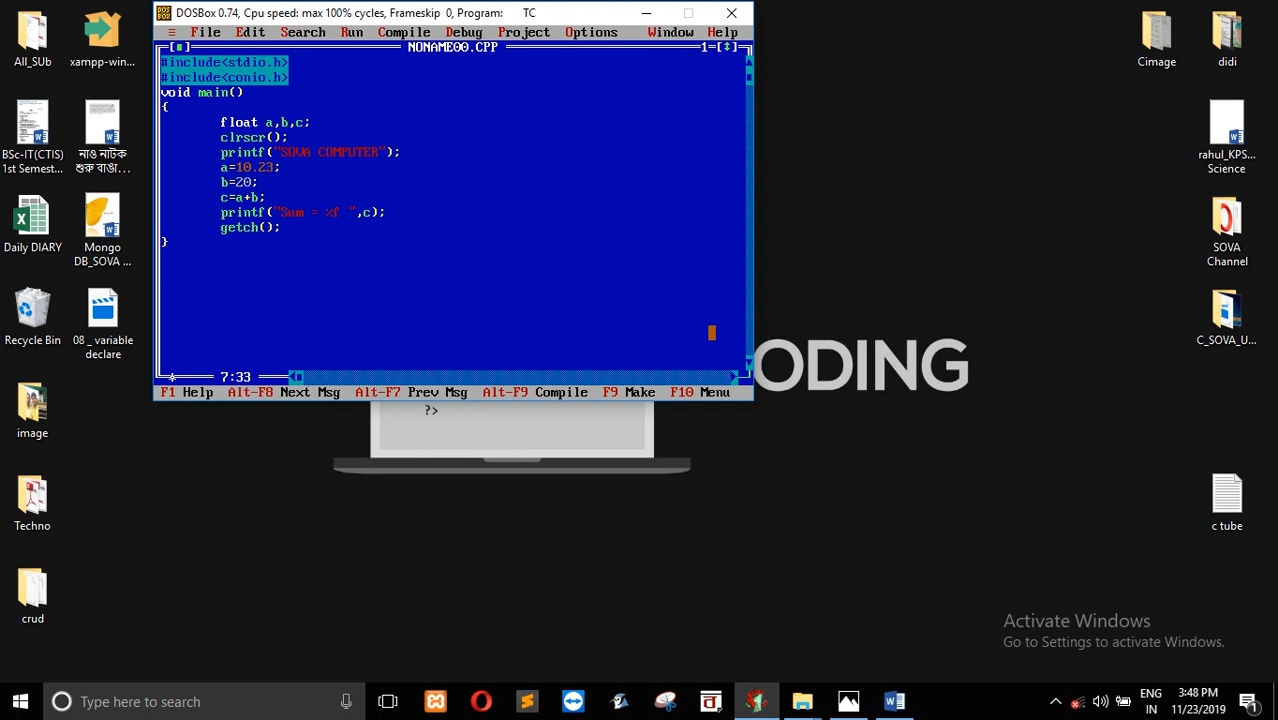 DOSBox 0.74, Cpu speed: max 100% cycles, Frameskip 0, Program: TC
≡ File Edit Search Run Compile Debug Project Options Window Help
NONAME00.CPP
1=[↕]
#include<stdio.h>
#include<conio.h>
void main()
{
float a,b,c;
clrscr();
printf("SOVA COMPUTER");
a=10.23;
b=20;
c=a+b;
printf("Sum = %f ",c);
getch();
}
* 7:33
F1 Help Alt-F8 Next Msg Alt-F7 Prev Msg Alt-F9 Compile F9 Make F10 Menu
All_SUb
xampp-win...
BSc-IT(CTIS)
1st Semest...
নাও নাটক
শুরু বাঙা...
Daily DIARY
Mongo
DB_SOVA ...
Recycle Bin
08 _ variable
declare
image
Techno
crud
Cimage
didi
rahul_KPS...
Science
SOVA
Channel
C_SOVA_U...
c tube
ODING
?>
Activate Windows
Go to Settings to activate Windows.
Type here to search
ENG
IN
3:48 PM
11/23/2019
1